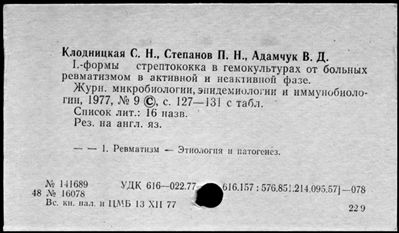 Клодницкая С. Н., Степанов П. Н., Адамчук В. Д.
L-формы стрептококка в гемокультурах от больных
ревматизмом в активной и неактивной фазе.
Журн. микробиологии, эпидемиологии и иммунобиоло-
гии, 1977, № 9 ©, с. 127—131 с табл.
Список лит.: 16 назв.
Рез. на англ. яз.
— — 1. Ревматизм — Этиология и патогенез.
№ 141689
48 № 16078
УДК 616—022.77 616.157:576.851.214.095.57]—078
Вс. кн. пал. и ЦМБ 13 XII 77
229